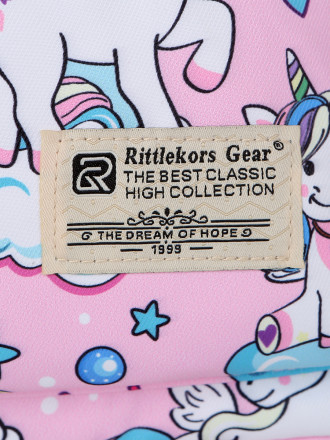 Rittlekors Gear®
THE BEST CLASSIC
HIGH COLLECTION
THE DREAM OF HOPE
1999